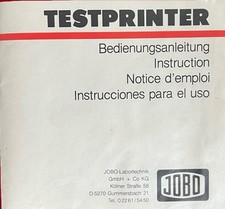 TESTPRINTER
Bedienungsanleitung
Instruction
Notice d'emploi
Instrucciones para el uso
JOBO-Labortechnik
GmbH + Co KG
Kölner Straße 58
D-5270 Gummersbach 21
Tel. 0 22 61/54 50
JOBO